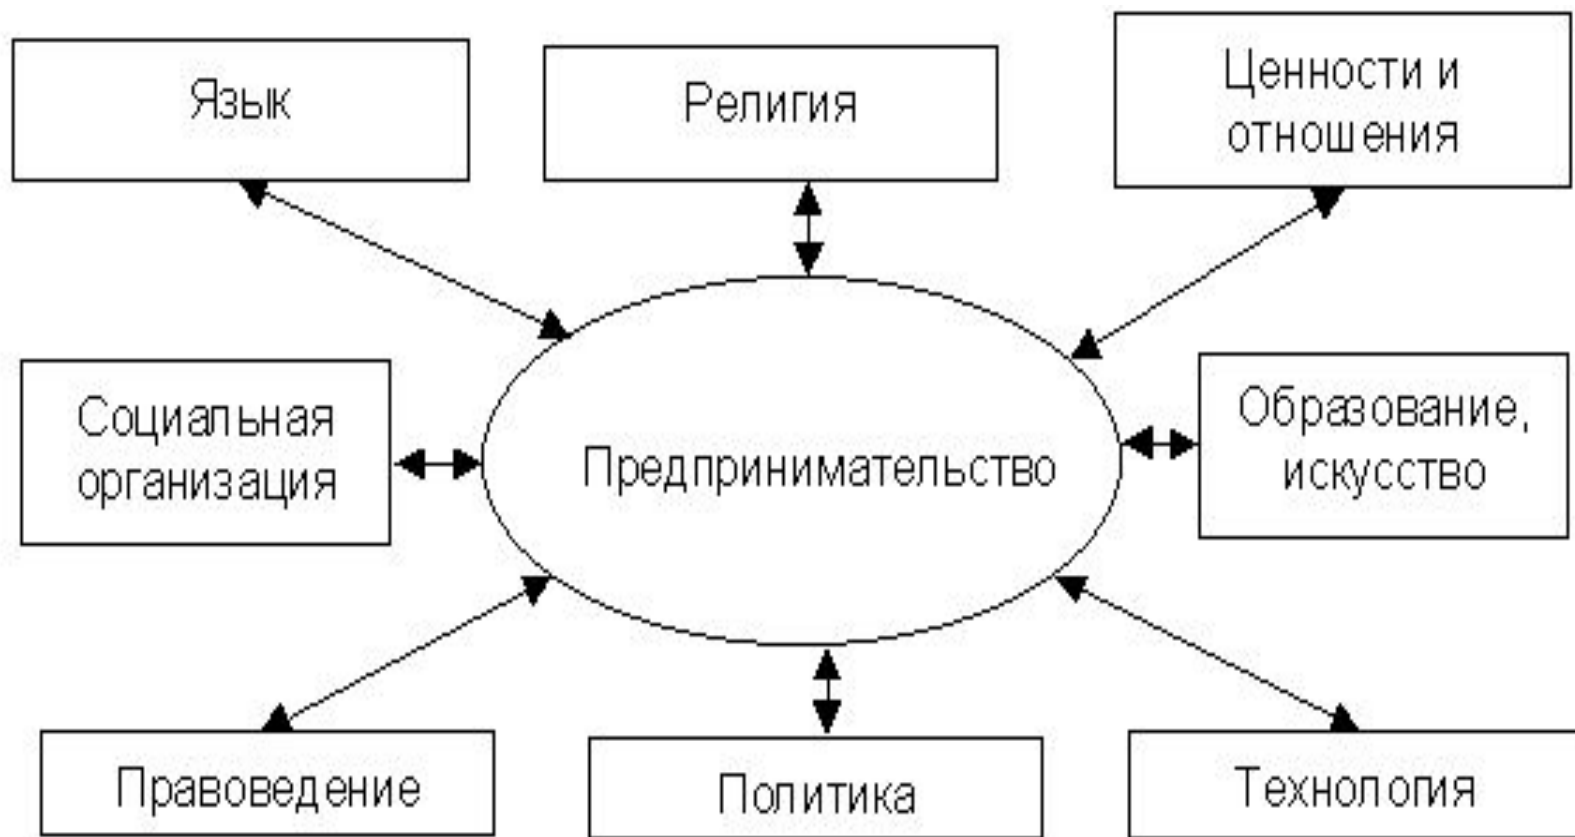 Язык
Религия
Ценности и
отношения
Социальная
организация
Предпринимательство
Образование,
искусство
Правоведение
Политика
Технология